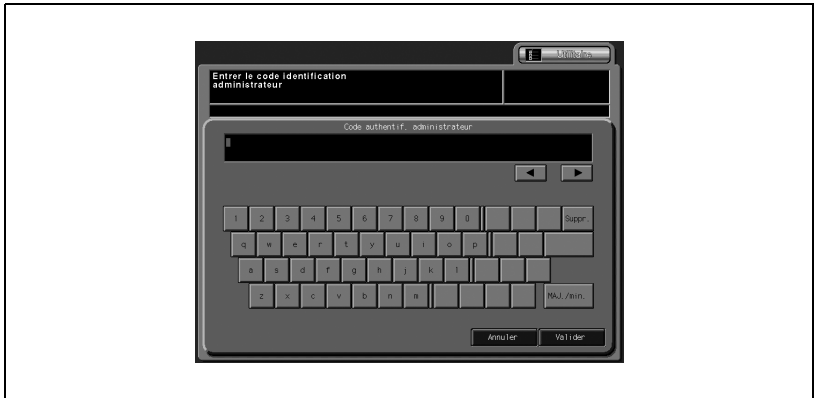 Utilitaire
Entrer le code identification
administrateur
Code authentif. administrateur
1 2 3 4 5 6 7 8 9 0 Suppr.
q w e r t y u i o p
a s d f g h j k l
z x c v b n m MAJ./min.
Annuler Valider